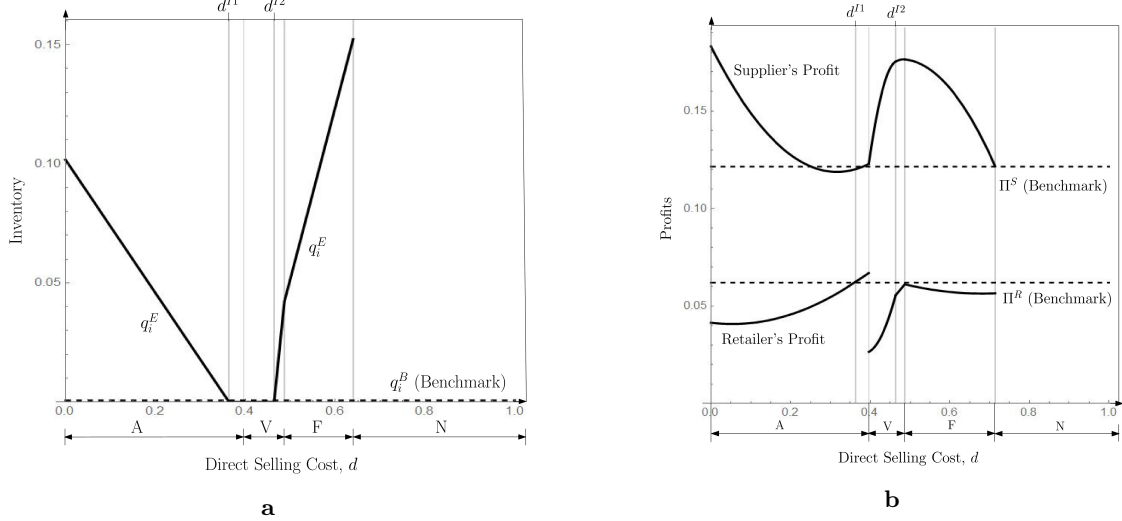 d^{I1} d^{I2}
0.15
0.10
0.05
Inventory
q_i^E
q_i^E
q_i^B (Benchmark)
0.0 0.2 0.4 0.6 0.8 1.0
A V F N
Direct Selling Cost, d
a
d^{I1} d^{I2}
Supplier's Profit
0.15
Π^S (Benchmark)
0.10
Profits
Π^R (Benchmark)
0.05
Retailer's Profit
0.0 0.2 0.4 0.6 0.8 1.0
A V F N
Direct Selling Cost, d
b